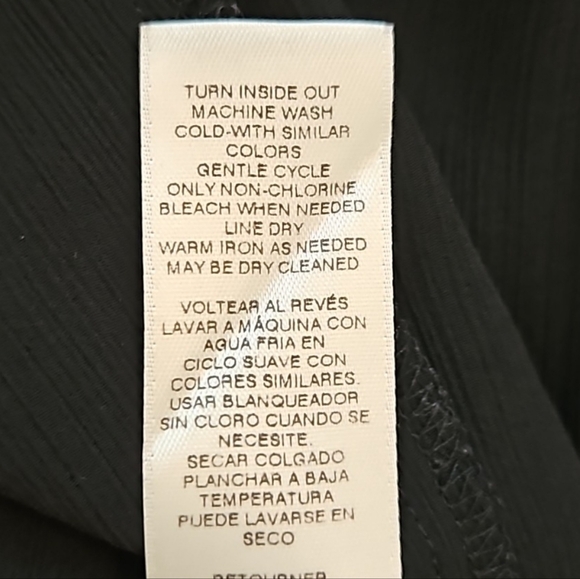 TURN INSIDE OUT
MACHINE WASH
COLD-WITH SIMILAR
COLORS
GENTLE CYCLE
ONLY NON-CHLORINE
BLEACH WHEN NEEDED
LINE DRY
WARM IRON AS NEEDED
MAY BE DRY CLEANED
VOLTEAR AL REVÉS
LAVAR A MÁQUINA CON
AGUA FRIA EN
CICLO SUAVE CON
COLORES SIMILARES.
USAR BLANQUEADOR
SIN CLORO CUANDO SE
NECESITE.
SECAR COLGADO
PLANCHAR A BAJA
TEMPERATURA
PUEDE LAVARSE EN
SECO
RETOURNER